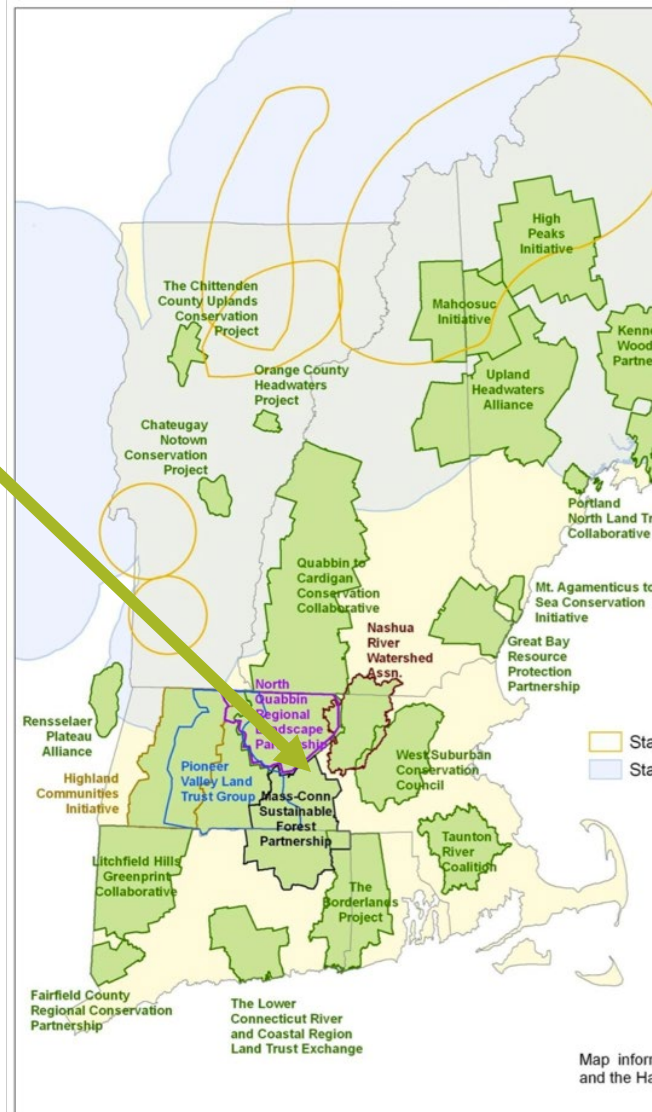 High
Peaks
Initiative
The Chittenden
County Uplands
Conservation
Project
Mahoosuc
Initiative
Kenne
Wood
Partne
Orange County
Headwaters
Project
Upland
Headwaters
Alliance
Chateugay
Notown
Conservation
Project
Portland
North Land Tr
Collaborative
Quabbin to
Cardigan
Conservation
Collaborative
Mt. Agamenticus to
Sea Conservation
Initiative
Nashua
River
Watershed
Assn.
Great Bay
Resource
Protection
Partnership
North
Quabbin
Regional
Landscape
Partnership
Rensselaer
Plateau
Alliance
Sta
Sta
West Suburban
Conservation
Council
Highland
Communities
Initiative
Pioneer
Valley Land
Trust Group
Mass-Conn
Sustainable
Forest
Partnership
Taunton
River
Coalition
Litchfield Hills
Greenprint
Collaborative
The
Borderlands
Project
Fairfield County
Regional Conservation
Partnership
The Lower
Connecticut River
and Coastal Region
Land Trust Exchange
Map inform
and the Ha